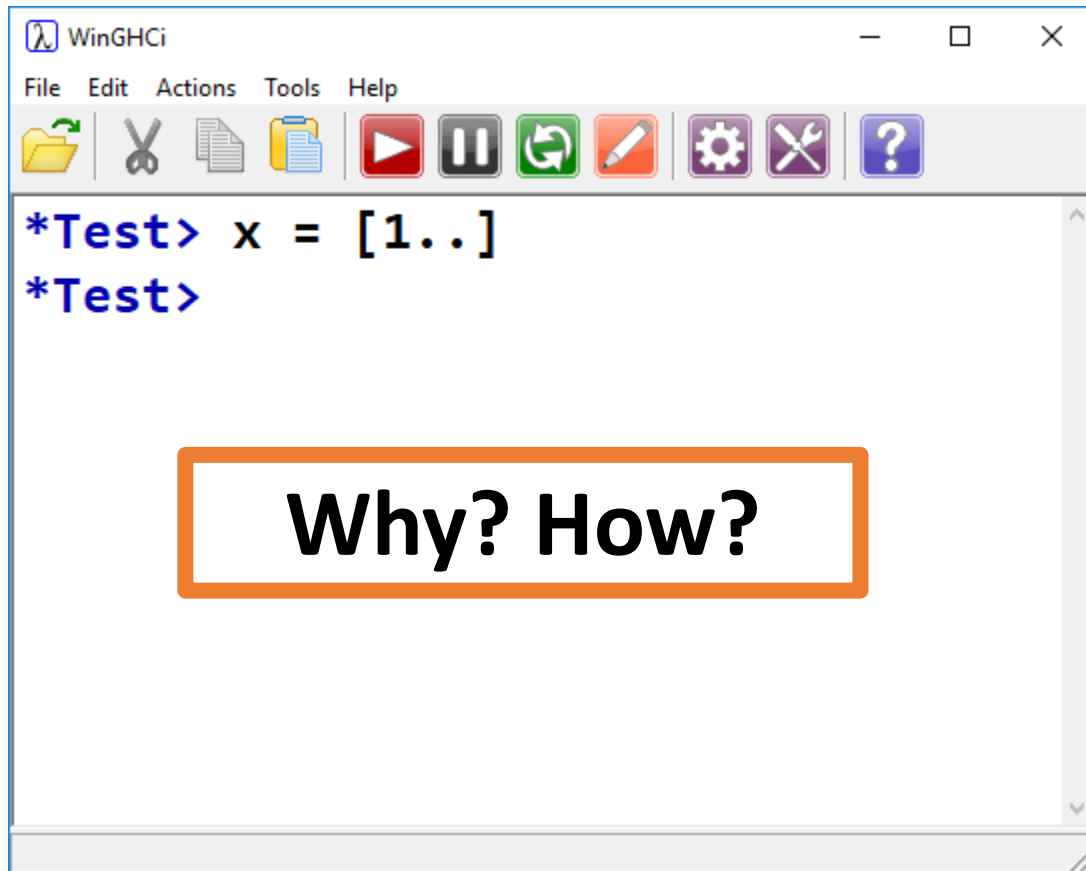 WinGHCi
File Edit Actions Tools Help
*Test> x = [1..]
*Test>
Why? How?